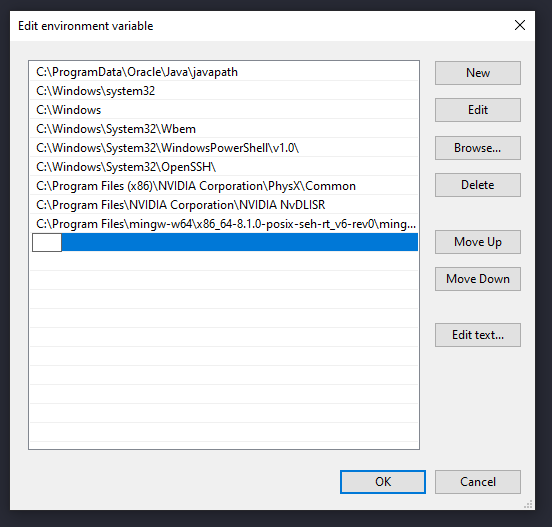 Edit environment variable
C:\ProgramData\Oracle\Java\javapath
C:\Windows\system32
C:\Windows
C:\Windows\System32\Wbem
C:\Windows\System32\WindowsPowerShell\v1.0\
C:\Windows\System32\OpenSSH\
C:\Program Files (x86)\NVIDIA Corporation\PhysX\Common
C:\Program Files\NVIDIA Corporation\NVIDIA NvDLISR
C:\Program Files\mingw-w64\x86_64-8.1.0-posix-seh-rt_v6-rev0\ming...
New
Edit
Browse...
Delete
Move Up
Move Down
Edit text...
OK
Cancel